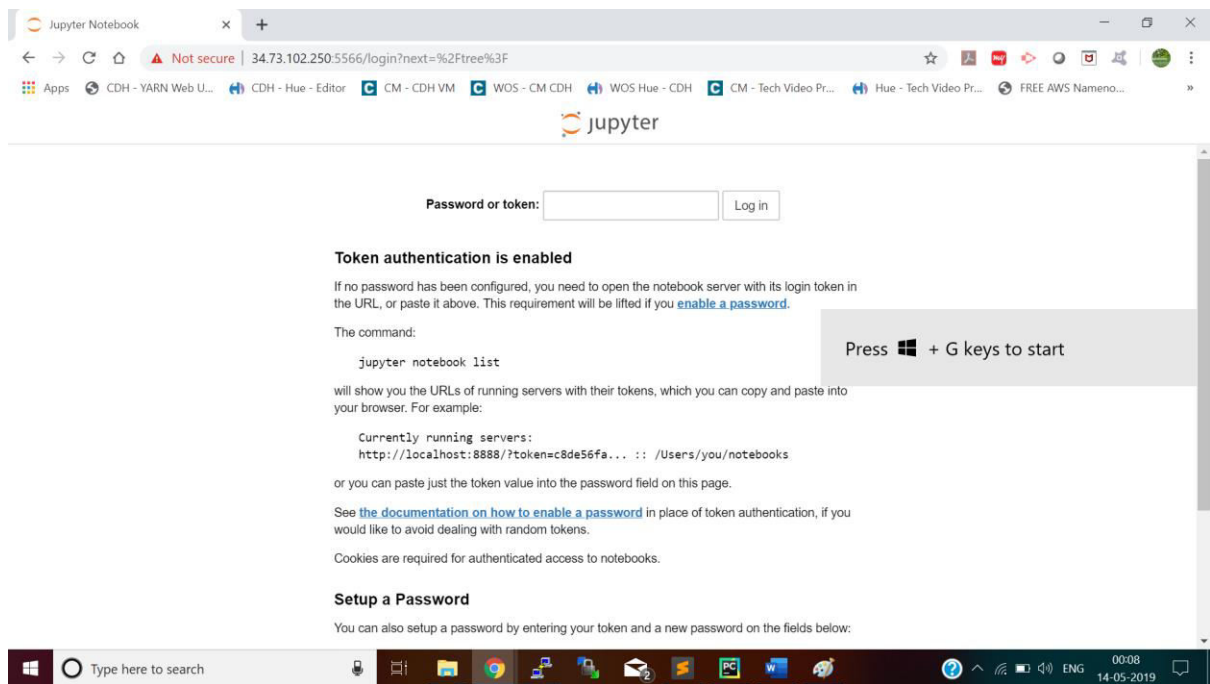 Jupyter Notebook
Not secure | 34.73.102.250:5566/login?next=%2Ftree%3F
Apps CDH - YARN Web U... CDH - Hue - Editor CM - CDH VM WOS - CM CDH WOS Hue - CDH CM - Tech Video Pr... Hue - Tech Video Pr... FREE AWS Nameno... »
jupyter
Password or token: Log in
Token authentication is enabled
If no password has been configured, you need to open the notebook server with its login token in
the URL, or paste it above. This requirement will be lifted if you enable a password.
The command:
jupyter notebook list
Press + G keys to start
will show you the URLs of running servers with their tokens, which you can copy and paste into
your browser. For example:
Currently running servers:
http://localhost:8888/?token=c8de56fa... :: /Users/you/notebooks
or you can paste just the token value into the password field on this page.
See the documentation on how to enable a password in place of token authentication, if you
would like to avoid dealing with random tokens.
Cookies are required for authenticated access to notebooks.
Setup a Password
You can also setup a password by entering your token and a new password on the fields below:
Type here to search
2
PC
W
ENG
00:08
14-05-2019